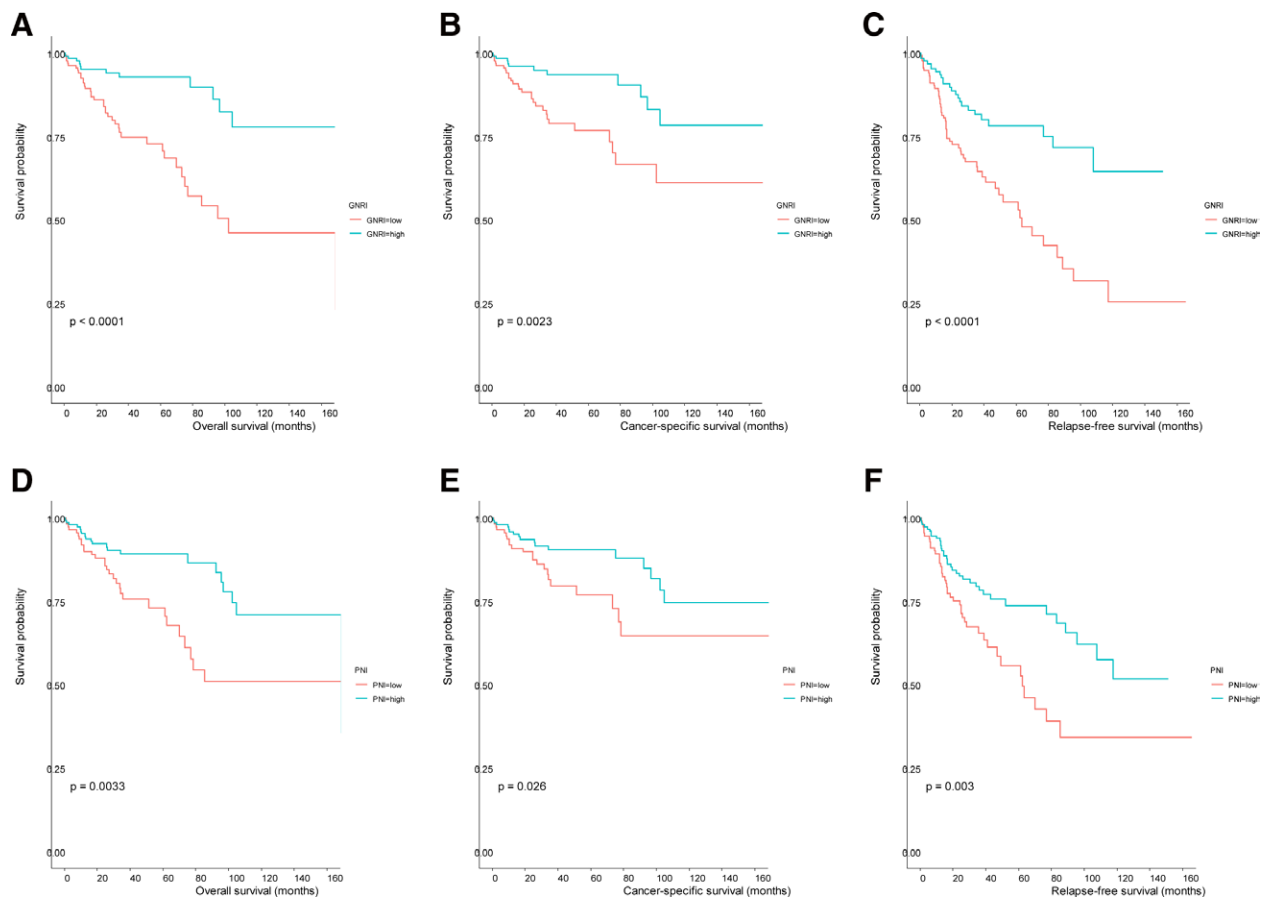 A
1.00
0.75
0.50
0.25
0.00
Survival probability
p < 0.0001
GNRI
GNRI=low
GNRI=high
0 20 40 60 80 100 120 140 160
Overall survival (months)
B
1.00
0.75
0.50
0.25
0.00
Survival probability
p = 0.0023
GNRI
GNRI=low
GNRI=high
0 20 40 60 80 100 120 140 160
Cancer-specific survival (months)
C
1.00
0.75
0.50
0.25
0.00
Survival probability
p < 0.0001
GNRI
GNRI=low
GNRI=high
0 20 40 60 80 100 120 140 160
Relapse-free survival (months)
D
1.00
0.75
0.50
0.25
0.00
Survival probability
p = 0.0033
PNI
PNI=low
PNI=high
0 20 40 60 80 100 120 140 160
Overall survival (months)
E
1.00
0.75
0.50
0.25
0.00
Survival probability
p = 0.026
PNI
PNI=low
PNI=high
0 20 40 60 80 100 120 140 160
Cancer-specific survival (months)
F
1.00
0.75
0.50
0.25
0.00
Survival probability
p = 0.003
PNI
PNI=low
PNI=high
0 20 40 60 80 100 120 140 160
Relapse-free survival (months)